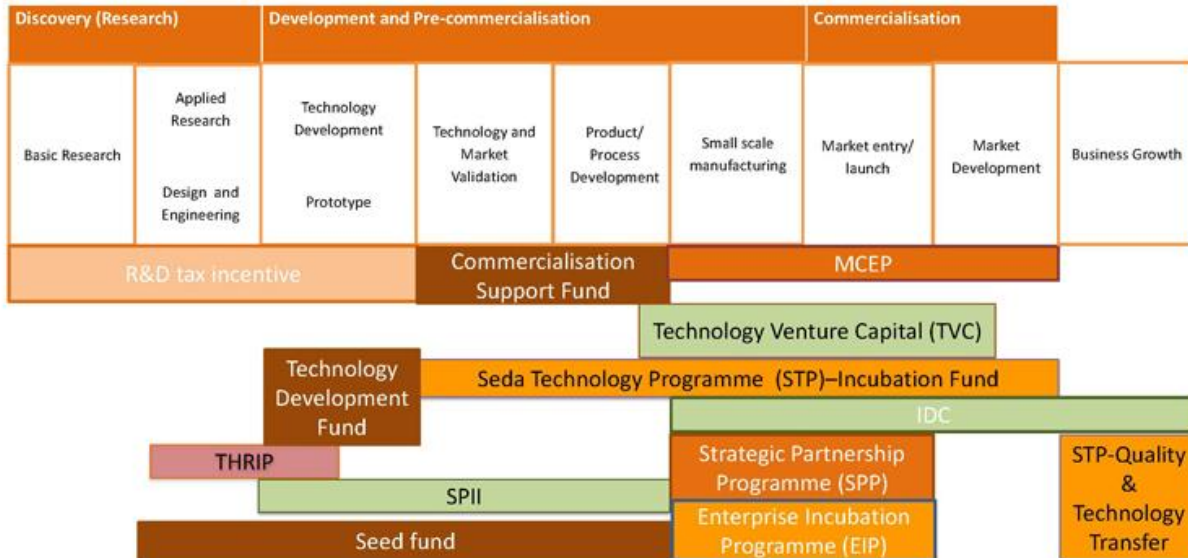 Discovery (Research)
Development and Pre-commercialisation
Commercialisation
Basic Research
Applied
Research
Design and
Engineering
Technology
Development
Prototype
Technology and
Market
Validation
Product/
Process
Development
Small scale
manufacturing
Market entry/
launch
Market
Development
Business Growth
R&D tax incentive
Commercialisation
Support Fund
MCEP
Technology Venture Capital (TVC)
Technology
Development
Fund
Seda Technology Programme (STP)–Incubation Fund
IDC
THRIP
Strategic Partnership
Programme (SPP)
STP-Quality
&
Technology
Transfer
SPII
Seed fund
Enterprise Incubation
Programme (EIP)